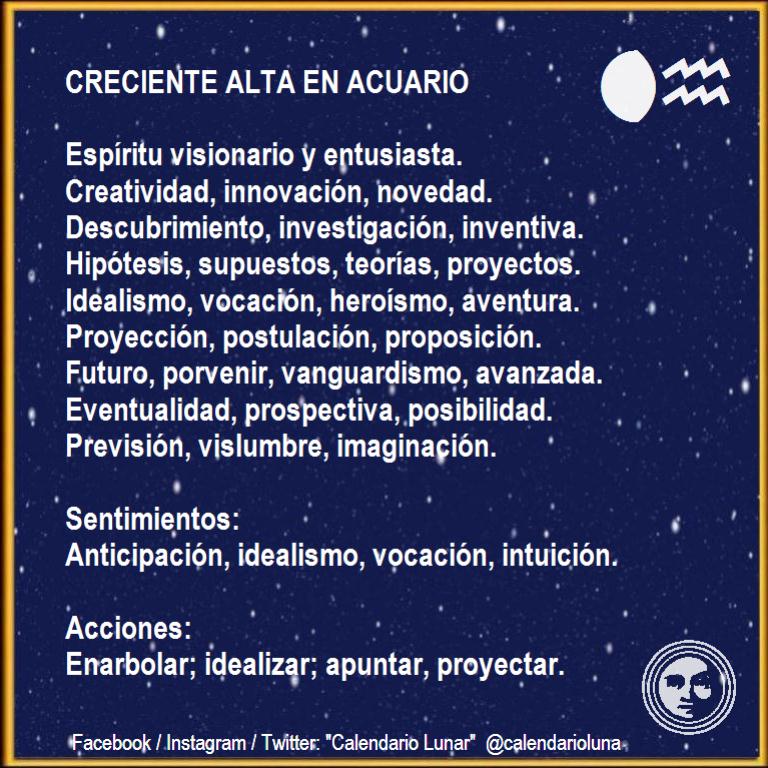 CRECIENTE ALTA EN ACUARIO
Espíritu visionario y entusiasta.
Creatividad, innovación, novedad.
Descubrimiento, investigación, inventiva.
Hipótesis, supuestos, teorías, proyectos.
Idealismo, vocación, heroísmo, aventura.
Proyección, postulación, proposición.
Futuro, porvenir, vanguardismo, avanzada.
Eventualidad, prospectiva, posibilidad.
Previsión, vislumbre, imaginación.
Sentimientos:
Anticipación, idealismo, vocación, intuición.
Acciones:
Enarbolar; idealizar; apuntar, proyectar.
Facebook / Instagram / Twitter: "Calendario Lunar" @calendarioluna